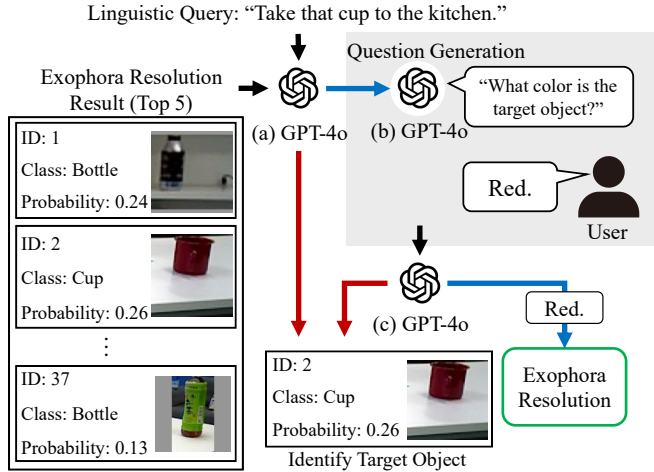 Linguistic Query: “Take that cup to the kitchen.”
Exophora Resolution
Result (Top 5)
ID: 1
Class: Bottle
Probability: 0.24
ID: 2
Class: Cup
Probability: 0.26
ID: 37
Class: Bottle
Probability: 0.13
(a) GPT-4o
Question Generation
(b) GPT-4o
“What color is the
target object?”
Red.
User
(c) GPT-4o
Red.
Exophora
Resolution
ID: 2
Class: Cup
Probability: 0.26
Identify Target Object